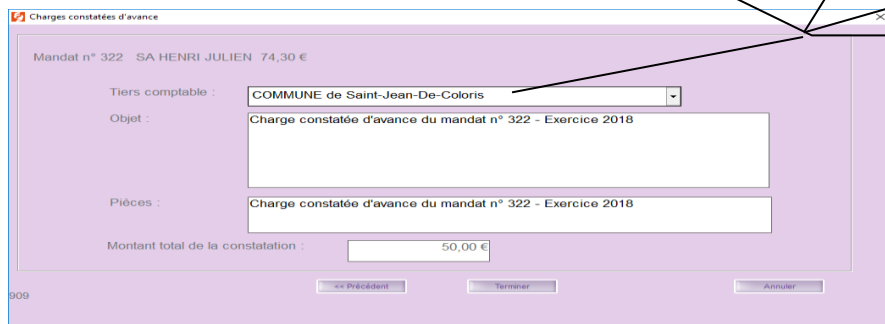 Charges constatées d'avance
Mandat n° 322 SA HENRI JULIEN 74,30 €
Tiers comptable : COMMUNE de Saint-Jean-De-Coloris
Objet : Charge constatée d'avance du mandat n° 322 - Exercice 2018
Pièces : Charge constatée d'avance du mandat n° 322 - Exercice 2018
Montant total de la constatation : 50,00 €
<< Précédent Terminer Annuler
909